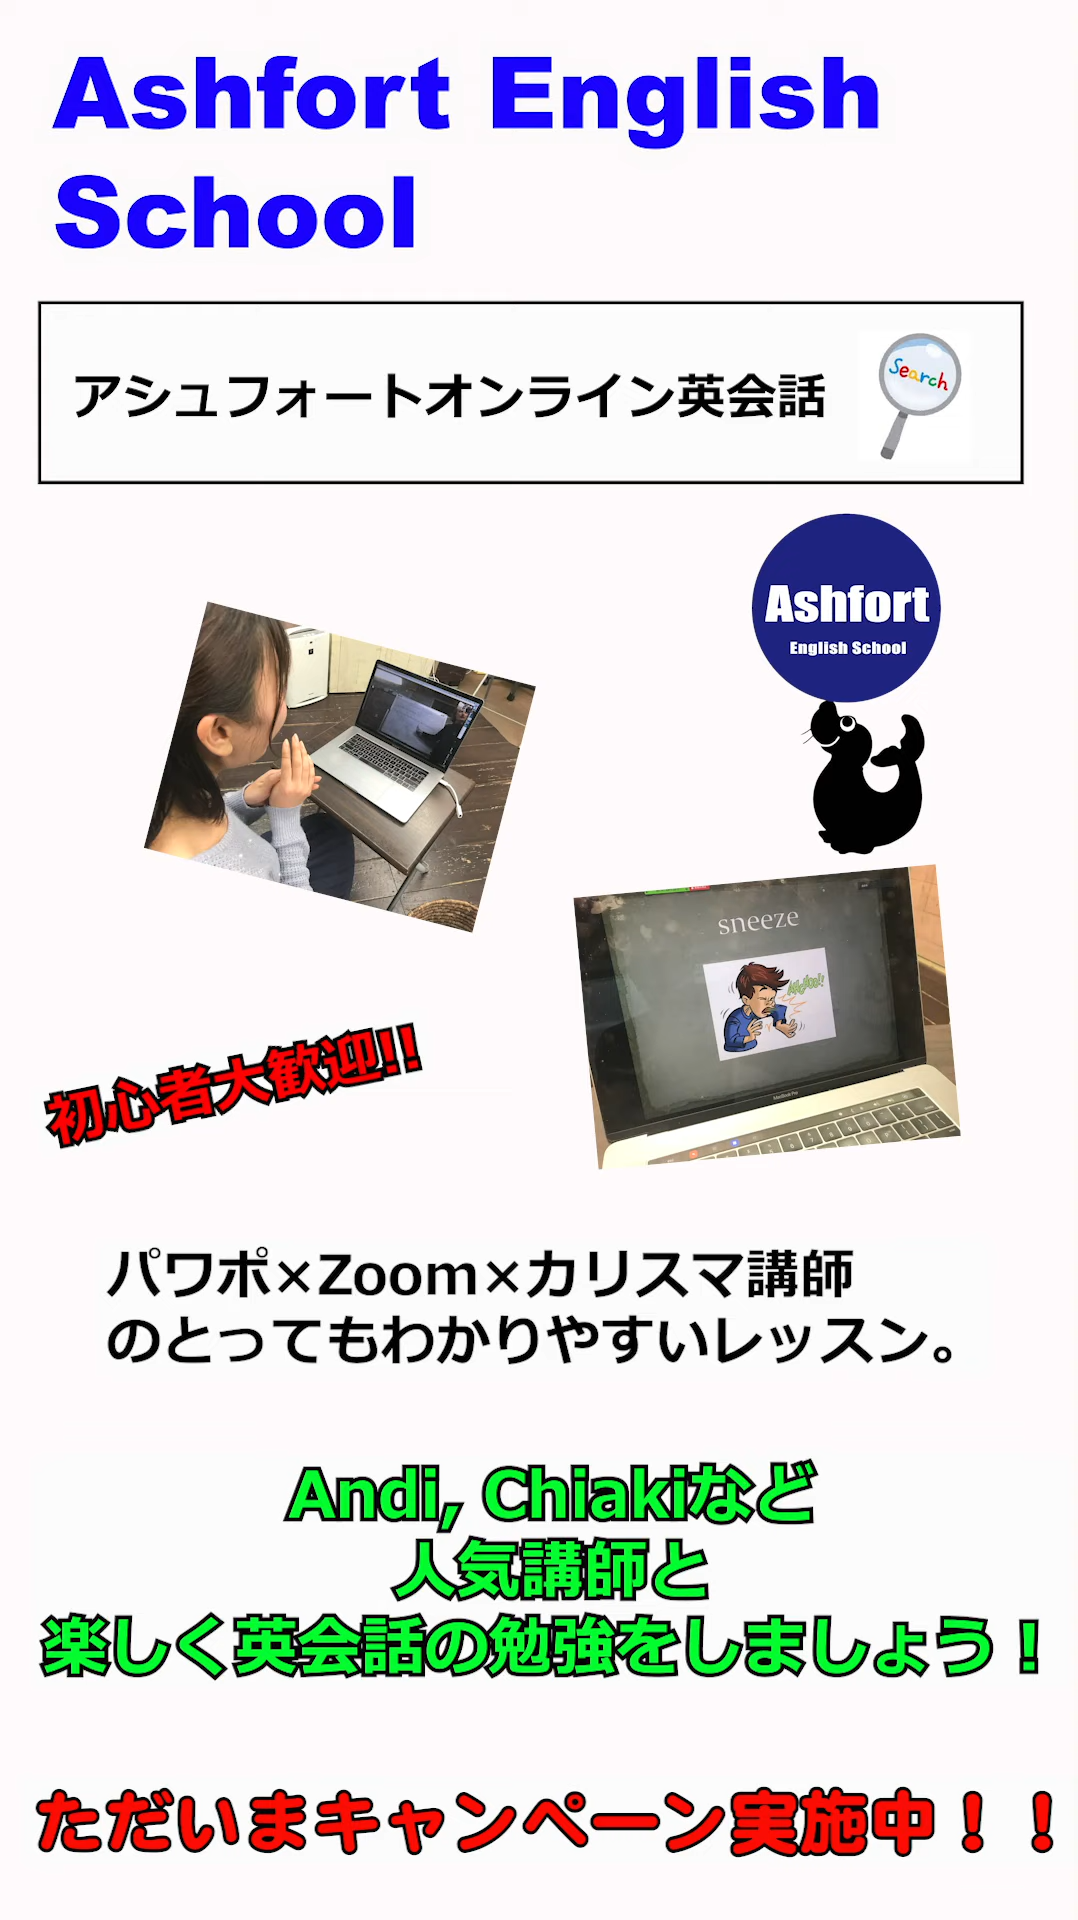 Ashfort English
School
アシュフォートオンライン英会話
Search
Ashfort
English School
sneeze
初心者大歓迎!!
パワポ×Zoom×カリスマ講師
のとってもわかりやすいレッスン。
Andi, Chiakiなど
人気講師と
楽しく英会話の勉強をしましょう！
ただいまキャンペーン実施中！！